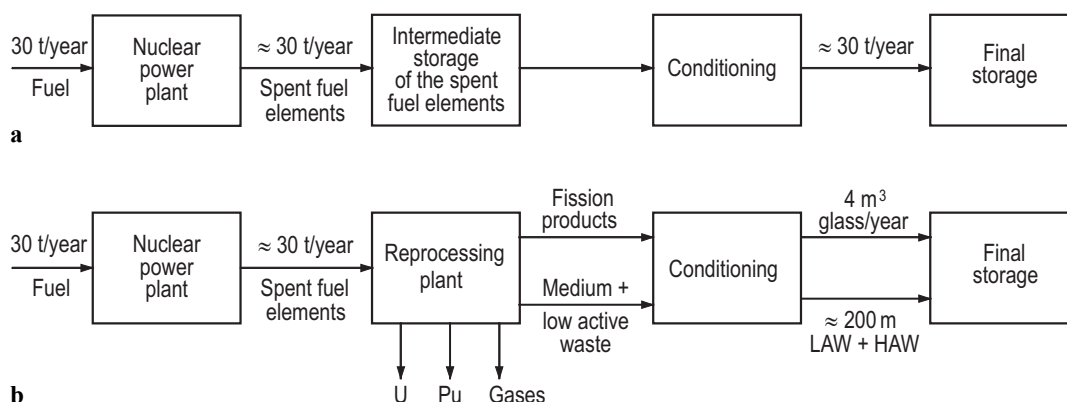 30 t/year
Fuel
Nuclear
power
plant
≈ 30 t/year
Spent fuel
elements
Intermediate
storage
of the spent
fuel elements
Conditioning
≈ 30 t/year
Final
storage
a
30 t/year
Fuel
Nuclear
power
plant
≈ 30 t/year
Spent fuel
elements
Reprocessing
plant
Fission
products
Medium +
low active
waste
Conditioning
4 m³
glass/year
≈ 200 m
LAW + HAW
Final
storage
U
Pu
Gases
b